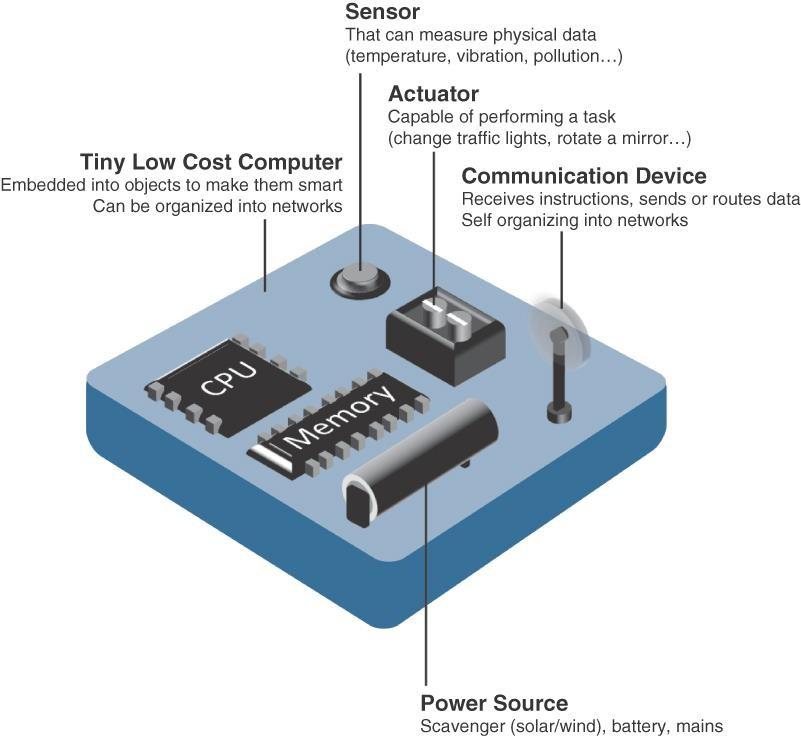 Sensor
That can measure physical data
(temperature, vibration, pollution…)
Actuator
Capable of performing a task
(change traffic lights, rotate a mirror…)
Tiny Low Cost Computer
Embedded into objects to make them smart
Can be organized into networks
Communication Device
Receives instructions, sends or routes data
Self organizing into networks
CPU
Memory
Power Source
Scavenger (solar/wind), battery, mains